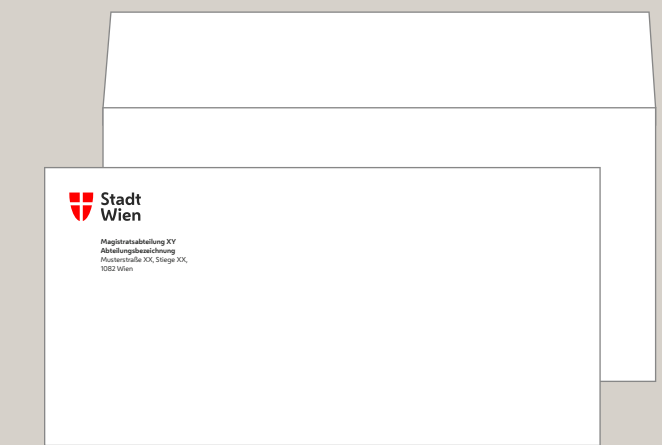 Stadt
Wien
Magistratsabteilung XY
Abteilungsbezeichnung
Musterstraße XX, Stiege XX,
1082 Wien